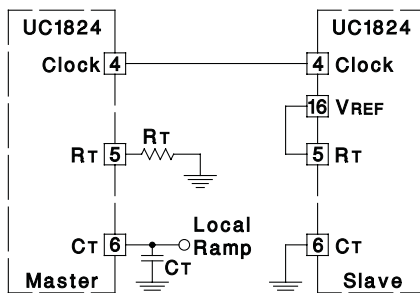 UC1824 UC1824
Clock 4 4 Clock
16 VREF
RT 5 RT 5 RT
CT 6 Local Ramp 6 CT
CT
Master Slave